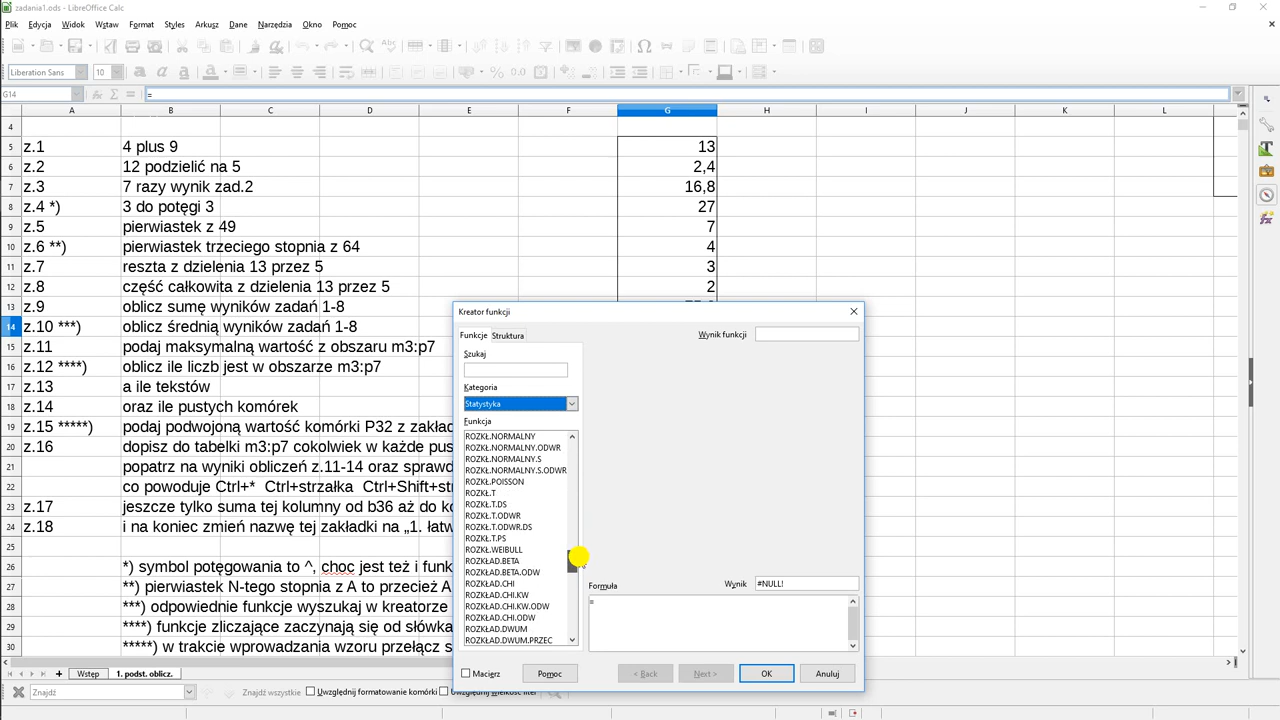 zadania1.ods - LibreOffice Calc
Plik Edycja Widok Wstaw Format Styles Arkusz Dane Narzędzia Okno Pomoc
Liberation Sans 10
G14 =
A B C D E F G H I J K L
4
5 z.1 4 plus 9 13
6 z.2 12 podzielić na 5 2,4
7 z.3 7 razy wynik zad.2 16,8
8 z.4 *) 3 do potęgi 3 27
9 z.5 pierwiastek z 49 7
10 z.6 **) pierwiastek trzeciego stopnia z 64 4
11 z.7 reszta z dzielenia 13 przez 5 3
12 z.8 część całkowita z dzielenia 13 przez 5 2
13 z.9 oblicz sumę wyników zadań 1-8
14 z.10 ***) oblicz średnią wyników zadań 1-8
15 z.11 podaj maksymalną wartość z obszaru m3:p7
16 z.12 ****) oblicz ile liczb jest w obszarze m3:p7
17 z.13 a ile tekstów
18 z.14 oraz ile pustych komórek
19 z.15 *****) podaj podwojoną wartość komórki P32 z zakład
20 z.16 dopisz do tabelki m3:p7 cokolwiek w każde pus
21 popatrz na wyniki obliczeń z.11-14 oraz sprawd
22 co powoduje Ctrl+* Ctrl+strzałka Ctrl+Shift+str
23 z.17 jeszcze tylko suma tej kolumny od b36 aż do ko
24 z.18 i na koniec zmień nazwę tej zakładki na „1. łatw
25
26 *) symbol potęgowania to ^, choc jest też i funk
27 **) pierwiastek N-tego stopnia z A to przecież A
28 ***) odpowiednie funkcje wyszukaj w kreatorze
29 ****) funkcje zliczające zaczynają się od słówka
30 *****) w trakcie wprowadzania wzoru przełącz s
Kreator funkcji
Funkcje Struktura
Wynik funkcji
Szukaj
Kategoria
Statystyka
Funkcja
ROZKŁ.NORMALNY
ROZKŁ.NORMALNY.ODWR
ROZKŁ.NORMALNY.S
ROZKŁ.NORMALNY.S.ODWR
ROZKŁ.POISSON
ROZKŁ.T
ROZKŁ.T.DS
ROZKŁ.T.ODWR
ROZKŁ.T.ODWR.DS
ROZKŁ.T.PS
ROZKŁ.WEIBULL
ROZKŁAD.BETA
ROZKŁAD.BETA.ODW
ROZKŁAD.CHI
ROZKŁAD.CHI.KW
ROZKŁAD.CHI.KW.ODW
ROZKŁAD.CHI.ODW
ROZKŁAD.DWUM
ROZKŁAD.DWUM.PRZEC
Formuła Wynik #NULL!
=
Macierz Pomoc < Back Next > OK Anuluj
Wstęp 1. podst. oblicz.
Znajdź Znajdź wszystkie Uwzględnij formatowanie komórki Uwzględnij wielkość liter